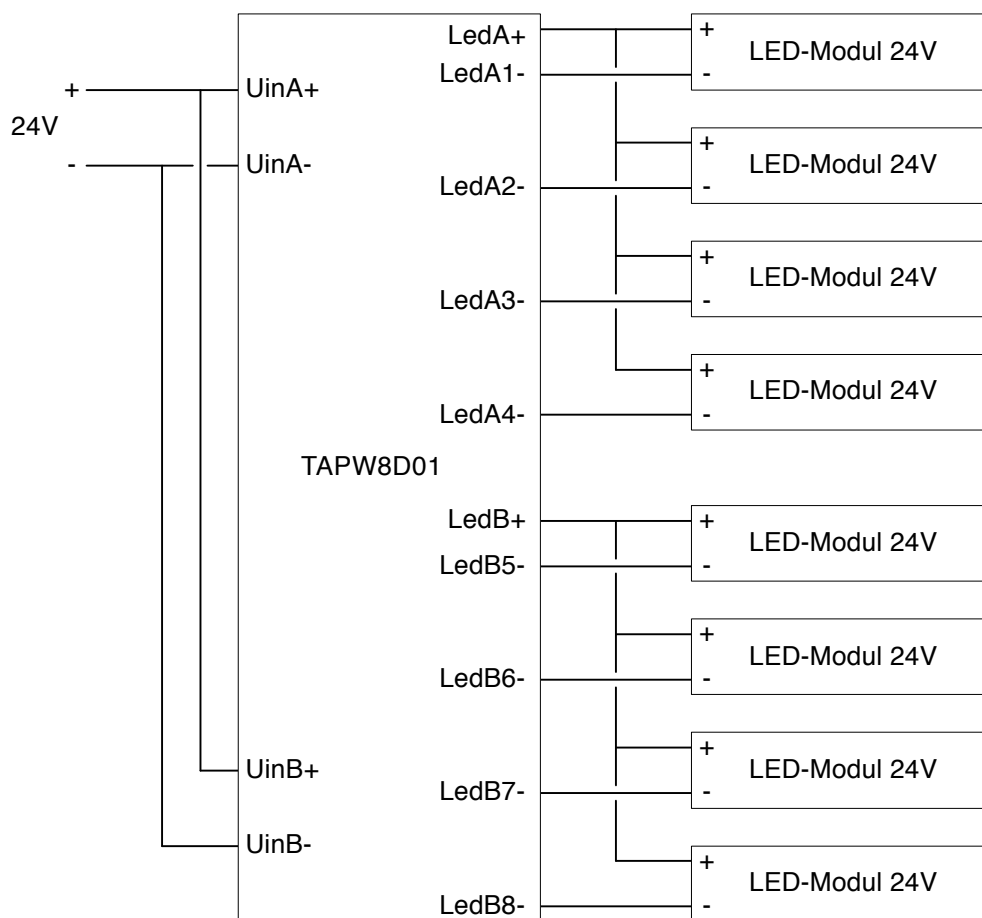 LedA+
+
LED-Modul 24V
LedA1-
-
+
UinA+
24V
-
UinA-
+
LED-Modul 24V
LedA2-
-
+
LED-Modul 24V
LedA3-
-
+
LED-Modul 24V
LedA4-
-
TAPW8D01
LedB+
+
LED-Modul 24V
LedB5-
-
+
LED-Modul 24V
LedB6-
-
+
LED-Modul 24V
UinB+
LedB7-
-
UinB-
+
LED-Modul 24V
LedB8-
-